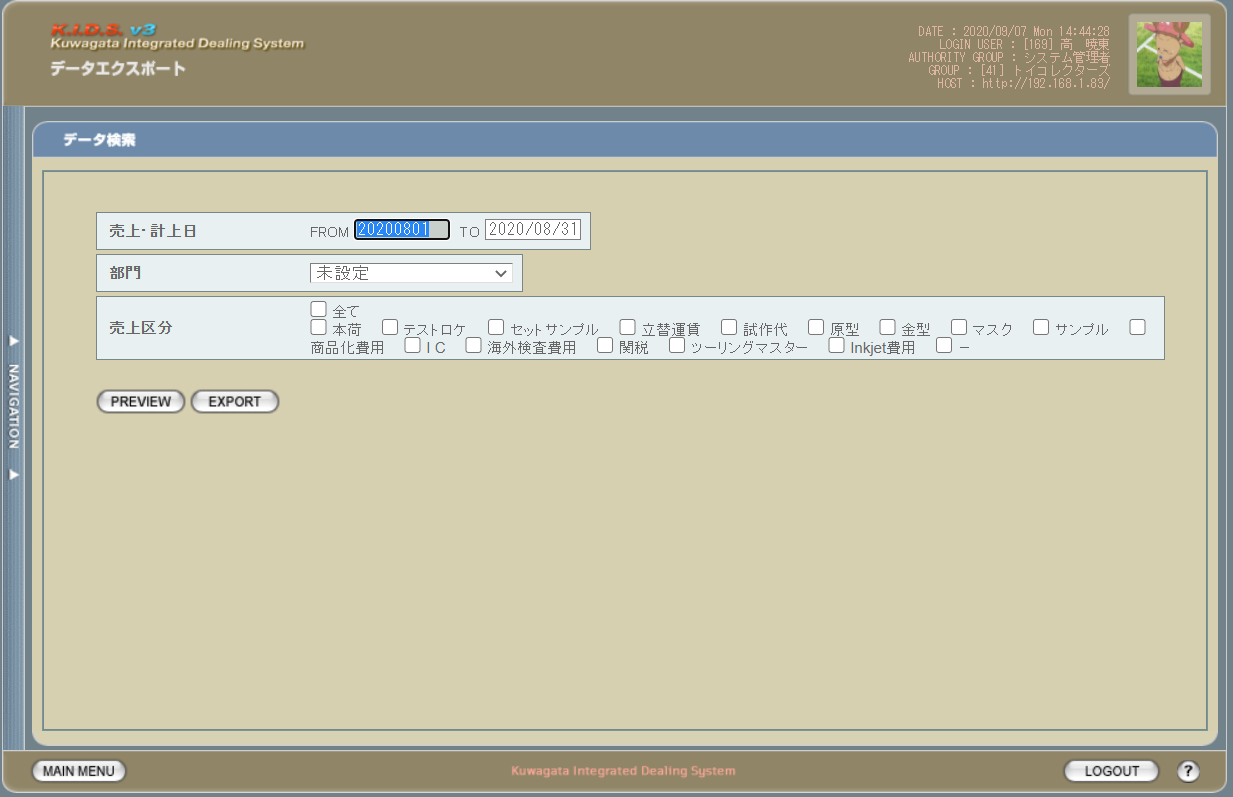 K.I.D.S. v3
Kuwagata Integrated Dealing System
データエクスポート
DATE : 2020/09/07 Mon 14:44:28
LOGIN USER : [169] 高　暁東
AUTHORITY GROUP : システム管理者
GROUP : [41] トイコレクターズ
HOST : http://192.168.1.83/
データ検索
売上・計上日 FROM 20200801 TO 2020/08/31
部門 未設定
売上区分
全て
本荷 テストロケ セットサンプル 立替運賃 試作代 原型 金型 マスク サンプル
商品化費用 ＩＣ 海外検査費用 関税 ツーリングマスター Inkjet費用 －
PREVIEW EXPORT
NAVIGATION
MAIN MENU Kuwagata Integrated Dealing System LOGOUT ?